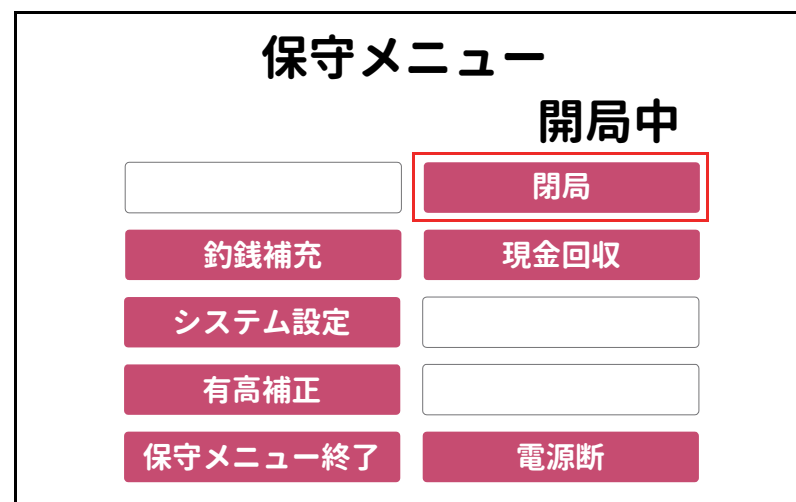 保守メニュー
開局中
閉局
釣銭補充 現金回収
システム設定
有高補正
保守メニュー終了 電源断